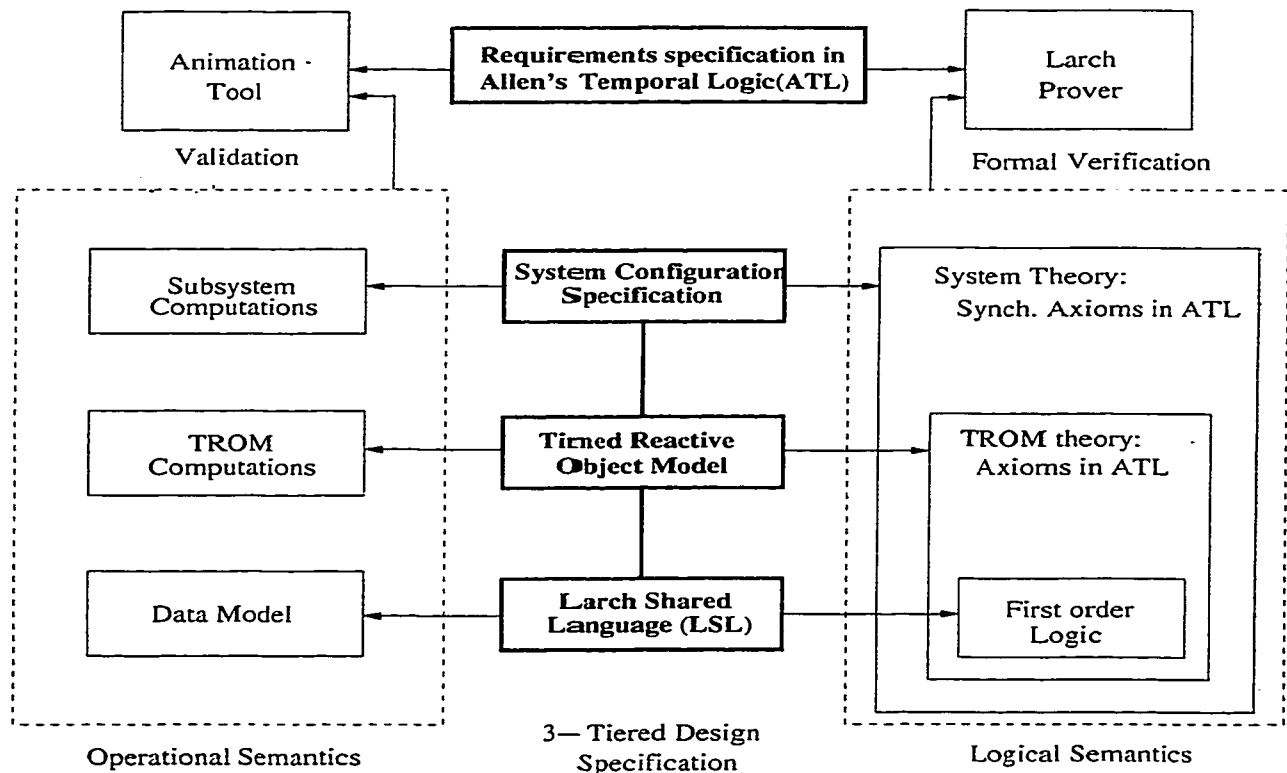 Animation -
Tool
Validation
Requirements specification in
Allen's Temporal Logic(ATL)
Larch
Prover
Formal Verification
Subsystem
Computations
System Configuration
Specification
System Theory:
Synch. Axioms in ATL
TROM
Computations
Timed Reactive
Object Model
TROM theory:
Axioms in ATL
Data Model
Larch Shared
Language (LSL)
First order
Logic
Operational Semantics
3— Tiered Design
Specification
Logical Semantics